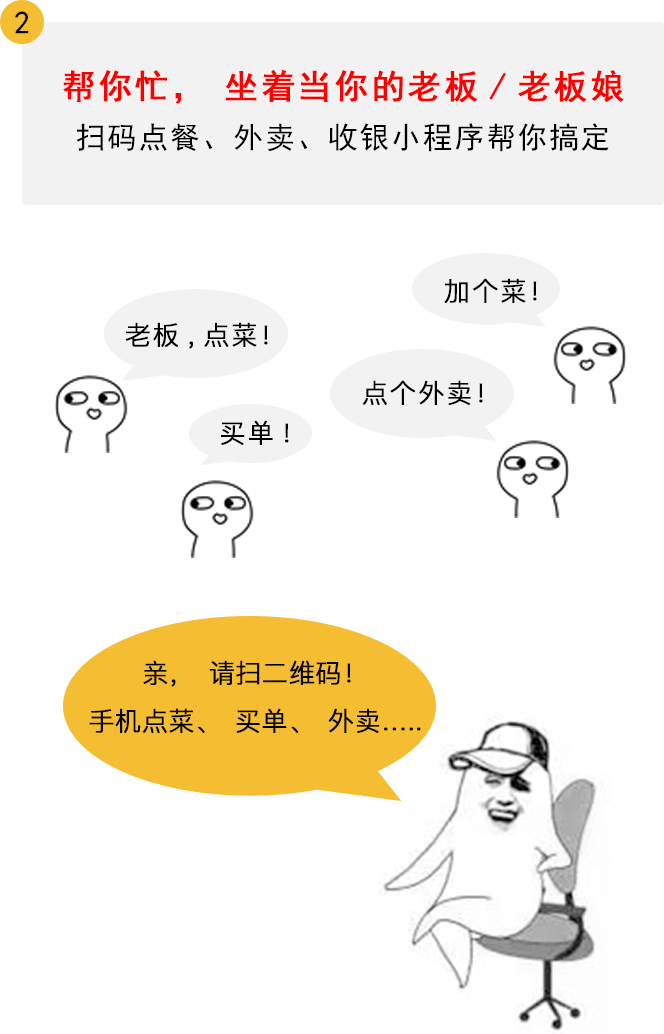 2
帮你忙， 坐着当你的老板/老板娘
扫码点餐、外卖、收银小程序帮你搞定
加个菜!
老板,点菜!
点个外卖!
买单!
亲， 请扫二维码!
手机点菜、 买单、 外卖.....